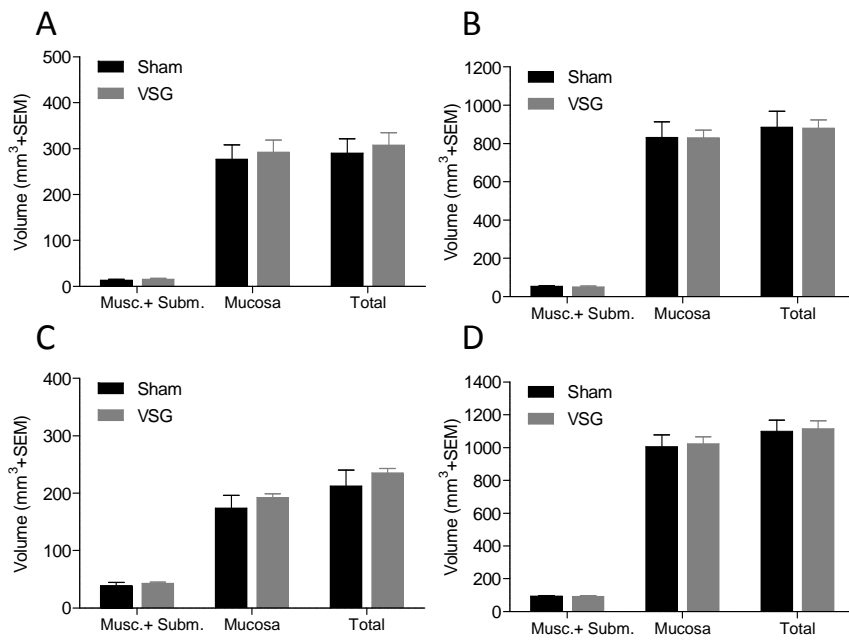 A
Volume (mm³+SEM)
500
400
300
200
100
0
Sham
VSG
Musc.+ Subm.
Mucosa
Total
B
Volume (mm³+SEM)
1200
1000
800
600
400
200
0
Sham
VSG
Musc.+ Subm.
Mucosa
Total
C
Volume (mm³+SEM)
400
300
200
100
0
Sham
VSG
Musc.+ Subm.
Mucosa
Total
D
Volume (mm³+SEM)
1400
1200
1000
800
600
400
200
0
Sham
VSG
Musc.+ Subm.
Mucosa
Total